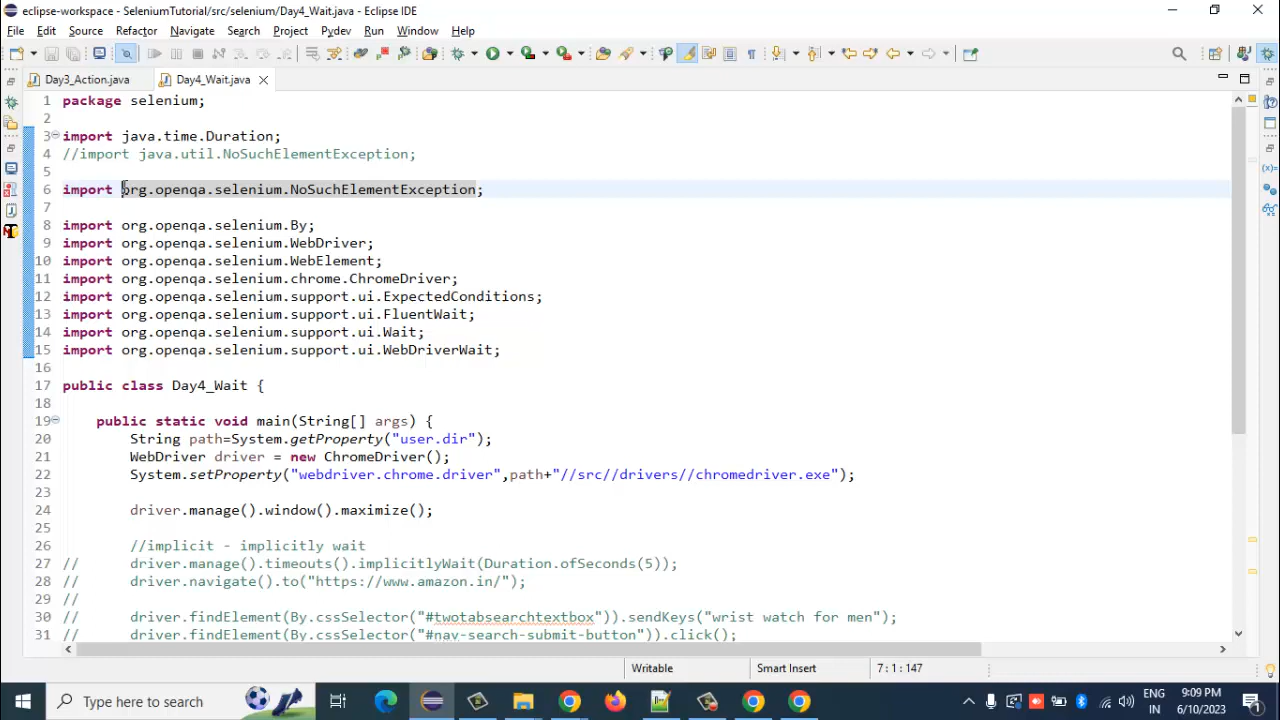 eclipse-workspace - SeleniumTutorial/src/selenium/Day4_Wait.java - Eclipse IDE
File Edit Source Refactor Navigate Search Project Pydev Run Window Help
Day3_Action.java Day4_Wait.java
1 package selenium;
2
3 import java.time.Duration;
4 //import java.util.NoSuchElementException;
5
6 import org.openqa.selenium.NoSuchElementException;
7
8 import org.openqa.selenium.By;
9 import org.openqa.selenium.WebDriver;
10 import org.openqa.selenium.WebElement;
11 import org.openqa.selenium.chrome.ChromeDriver;
12 import org.openqa.selenium.support.ui.ExpectedConditions;
13 import org.openqa.selenium.support.ui.FluentWait;
14 import org.openqa.selenium.support.ui.Wait;
15 import org.openqa.selenium.support.ui.WebDriverWait;
16
17 public class Day4_Wait {
18
19 public static void main(String[] args) {
20 String path=System.getProperty("user.dir");
21 WebDriver driver = new ChromeDriver();
22 System.setProperty("webdriver.chrome.driver",path+"//src//drivers//chromedriver.exe");
23
24 driver.manage().window().maximize();
25
26 //implicit - implicitly wait
27 // driver.manage().timeouts().implicitlyWait(Duration.ofSeconds(5));
28 // driver.navigate().to("https://www.amazon.in/");
29 //
30 // driver.findElement(By.cssSelector("#twotabsearchtextbox")).sendKeys("wrist watch for men");
31 // driver.findElement(By.cssSelector("#nav-search-submit-button")).click();
Writable Smart Insert 7 : 1 : 147
Type here to search
ENG
IN
9:09 PM
6/10/2023